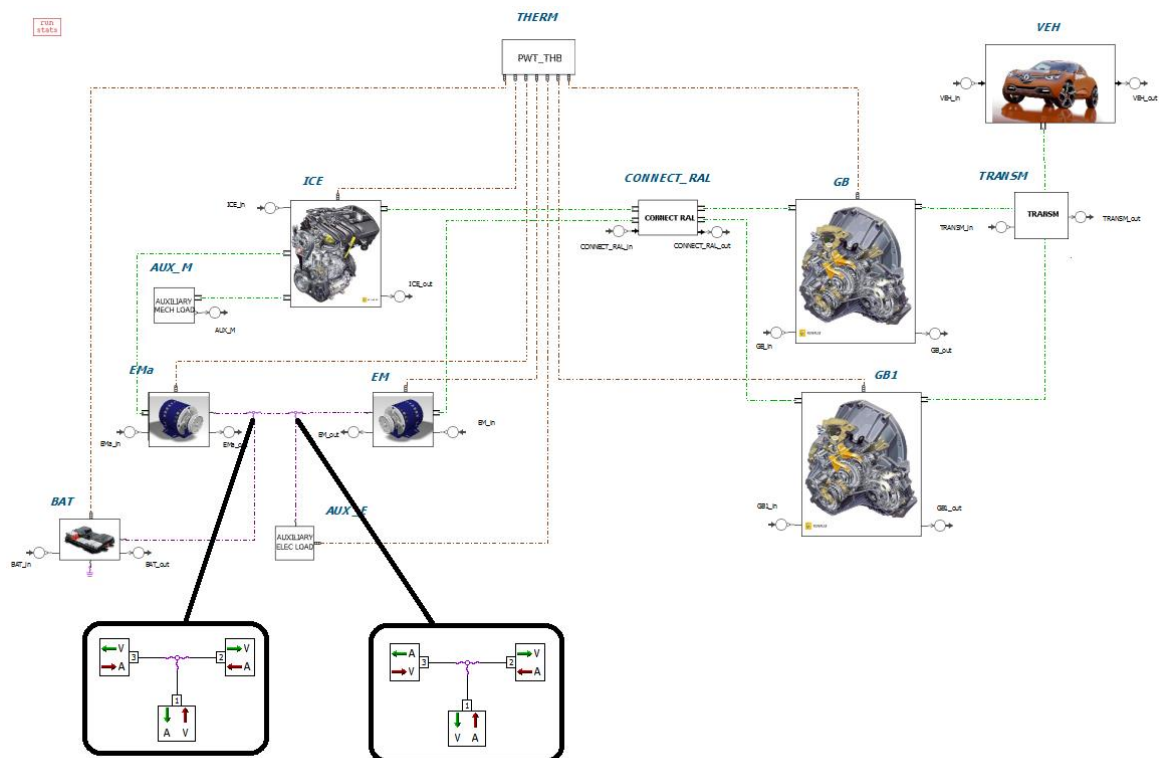 run
stats
THERM
PWT_THB
VEH
VEH_in
VEH_out
ICE
ICE_in
ICE_out
CONNECT_RAL
CONNECT RAL
CONNECT_RAL_in
CONNECT_RAL_out
GB
GB_in
GB_out
TRANSM
TRANSM
TRANSM_in
TRANSM_out
AUX_M
AUXILIARY
MECH LOAD
AUX_M
EMa
EMa_in
EM
EM_out
EM_in
GB1
GB1_in
GB1_out
BAT
BAT_in
BAT_out
AUXILIARY
ELEC LOAD
V
A
3
2
V
A
1
A V
A
V
3
2
V
A
1
V A